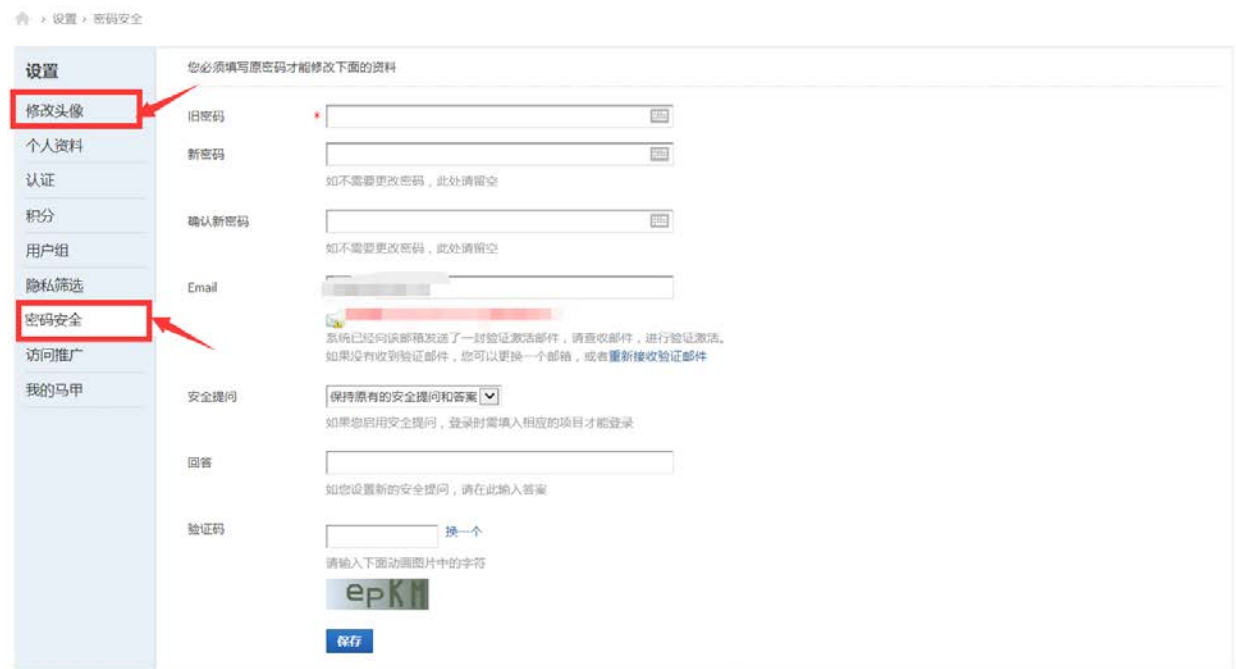 › 设置 › 密码安全
设置
修改头像
个人资料
认证
积分
用户组
隐私筛选
密码安全
访问推广
我的马甲
您必须填写原密码才能修改下面的资料
旧密码 *
新密码
如不需要更改密码，此处请留空
确认新密码
如不需要更改密码，此处请留空
Email
系统已经向该邮箱发送了一封验证激活邮件，请查收邮件，进行验证激活。
如果没有收到验证邮件，您可以更换一个邮箱，或者重新接收验证邮件
安全提问
保持原有的安全提问和答案
如果您启用安全提问，登录时需填入相应的项目才能登录
回答
如您设置新的安全提问，请在此输入答案
验证码
换一个
请输入下面动画图片中的字符
epKM
保存